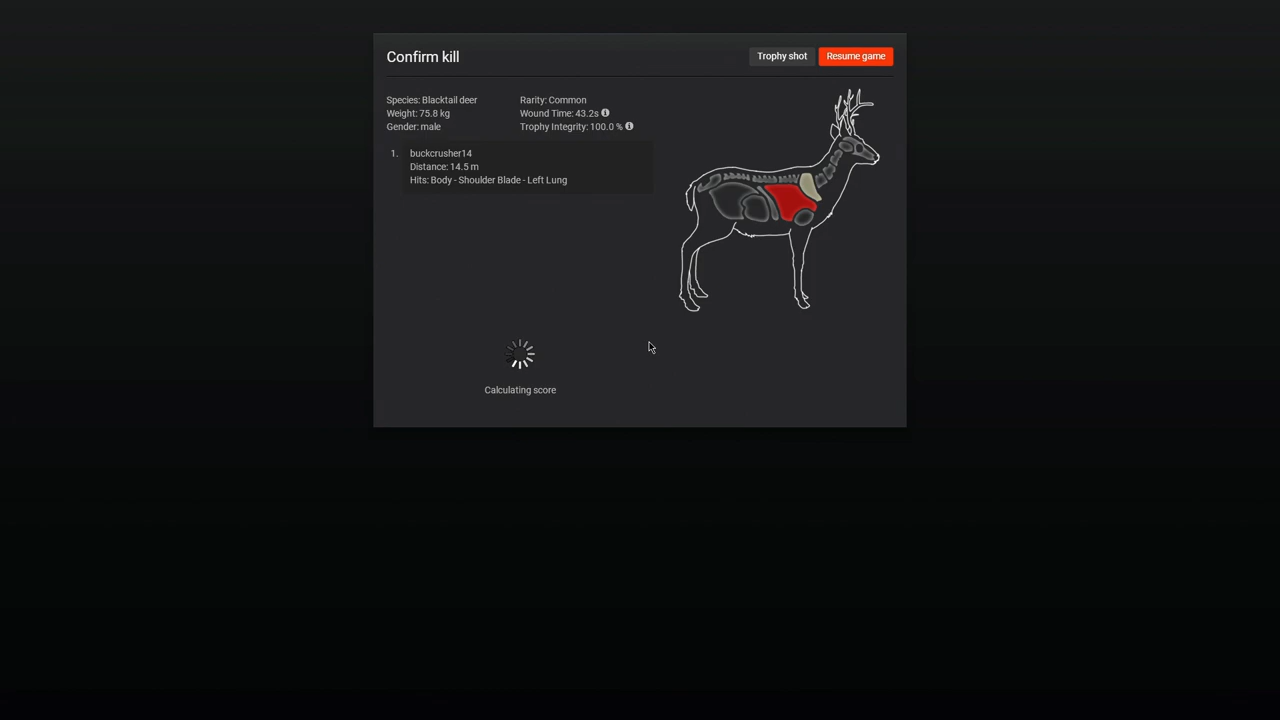 Confirm kill
Trophy shot
Resume game
Species: Blacktail deer
Weight: 75.8 kg
Gender: male
Rarity: Common
Wound Time: 43.2s
Trophy Integrity: 100.0 %
1.
buckcrusher14
Distance: 14.5 m
Hits: Body - Shoulder Blade - Left Lung
Calculating score